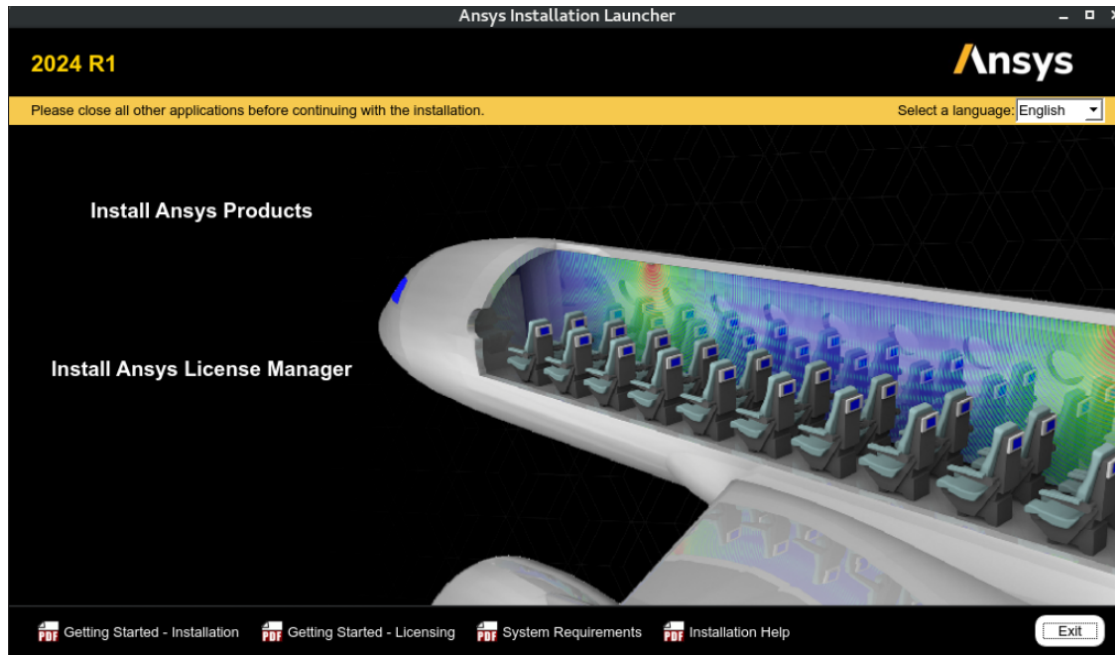 Ansys Installation Launcher
2024 R1
Ansys
Please close all other applications before continuing with the installation.
Select a language: English
Install Ansys Products
Install Ansys License Manager
PDF Getting Started - Installation
PDF Getting Started - Licensing
PDF System Requirements
PDF Installation Help
Exit